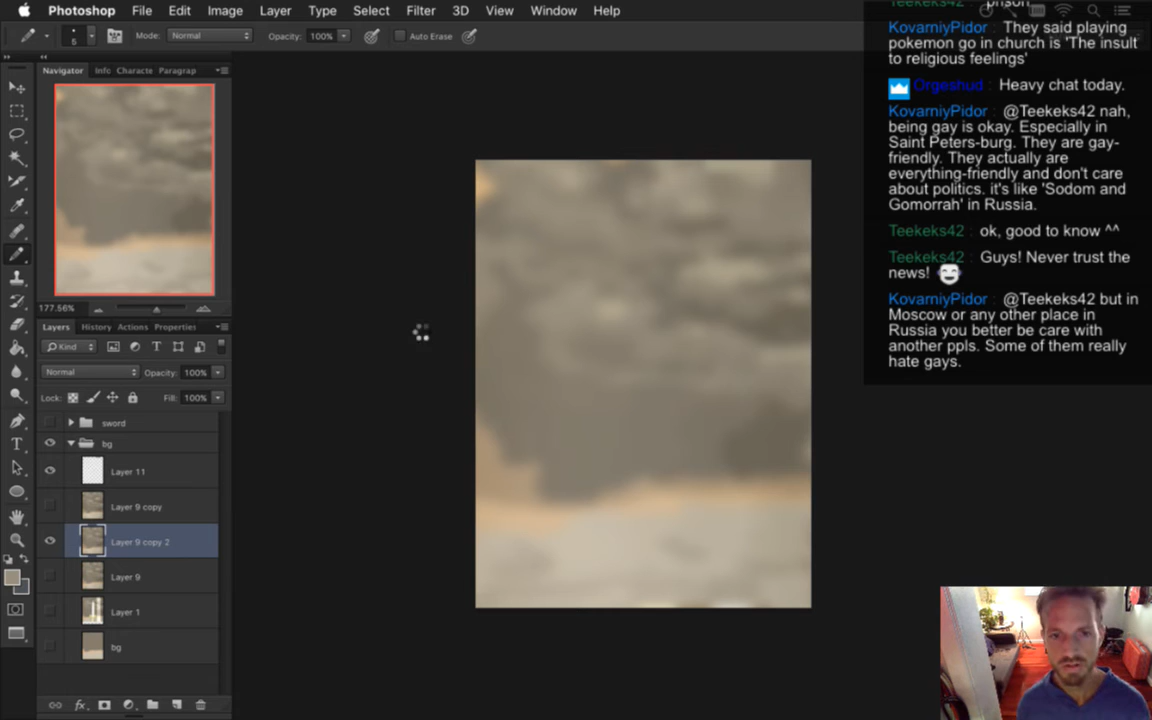 Photoshop File Edit Image Layer Type Select Filter 3D View Window Help
5 Mode: Normal Opacity: 100% Auto Erase
Navigator Info Characte Paragrap
177.56%
Layers History Actions Properties
Kind
Normal Opacity: 100%
Lock: Fill: 100%
sword
bg
Layer 11
Layer 9 copy
Layer 9 copy 2
Layer 9
Layer 1
bg
fx
Teekeks42 : prison
KovarniyPidor : They said playing
pokemon go in church is 'The insult
to religious feelings'
Orgeshud : Heavy chat today.
KovarniyPidor : @Teekeks42 nah,
being gay is okay. Especially in
Saint Peters-burg. They are gay-
friendly. They actually are
everything-friendly and don't care
about politics. it's like 'Sodom and
Gomorrah' in Russia.
Teekeks42 : ok, good to know ^^
Teekeks42 : Guys! Never trust the
news!
KovarniyPidor : @Teekeks42 but in
Moscow or any other place in
Russia you better be care with
another ppls. Some of them really
hate gays.